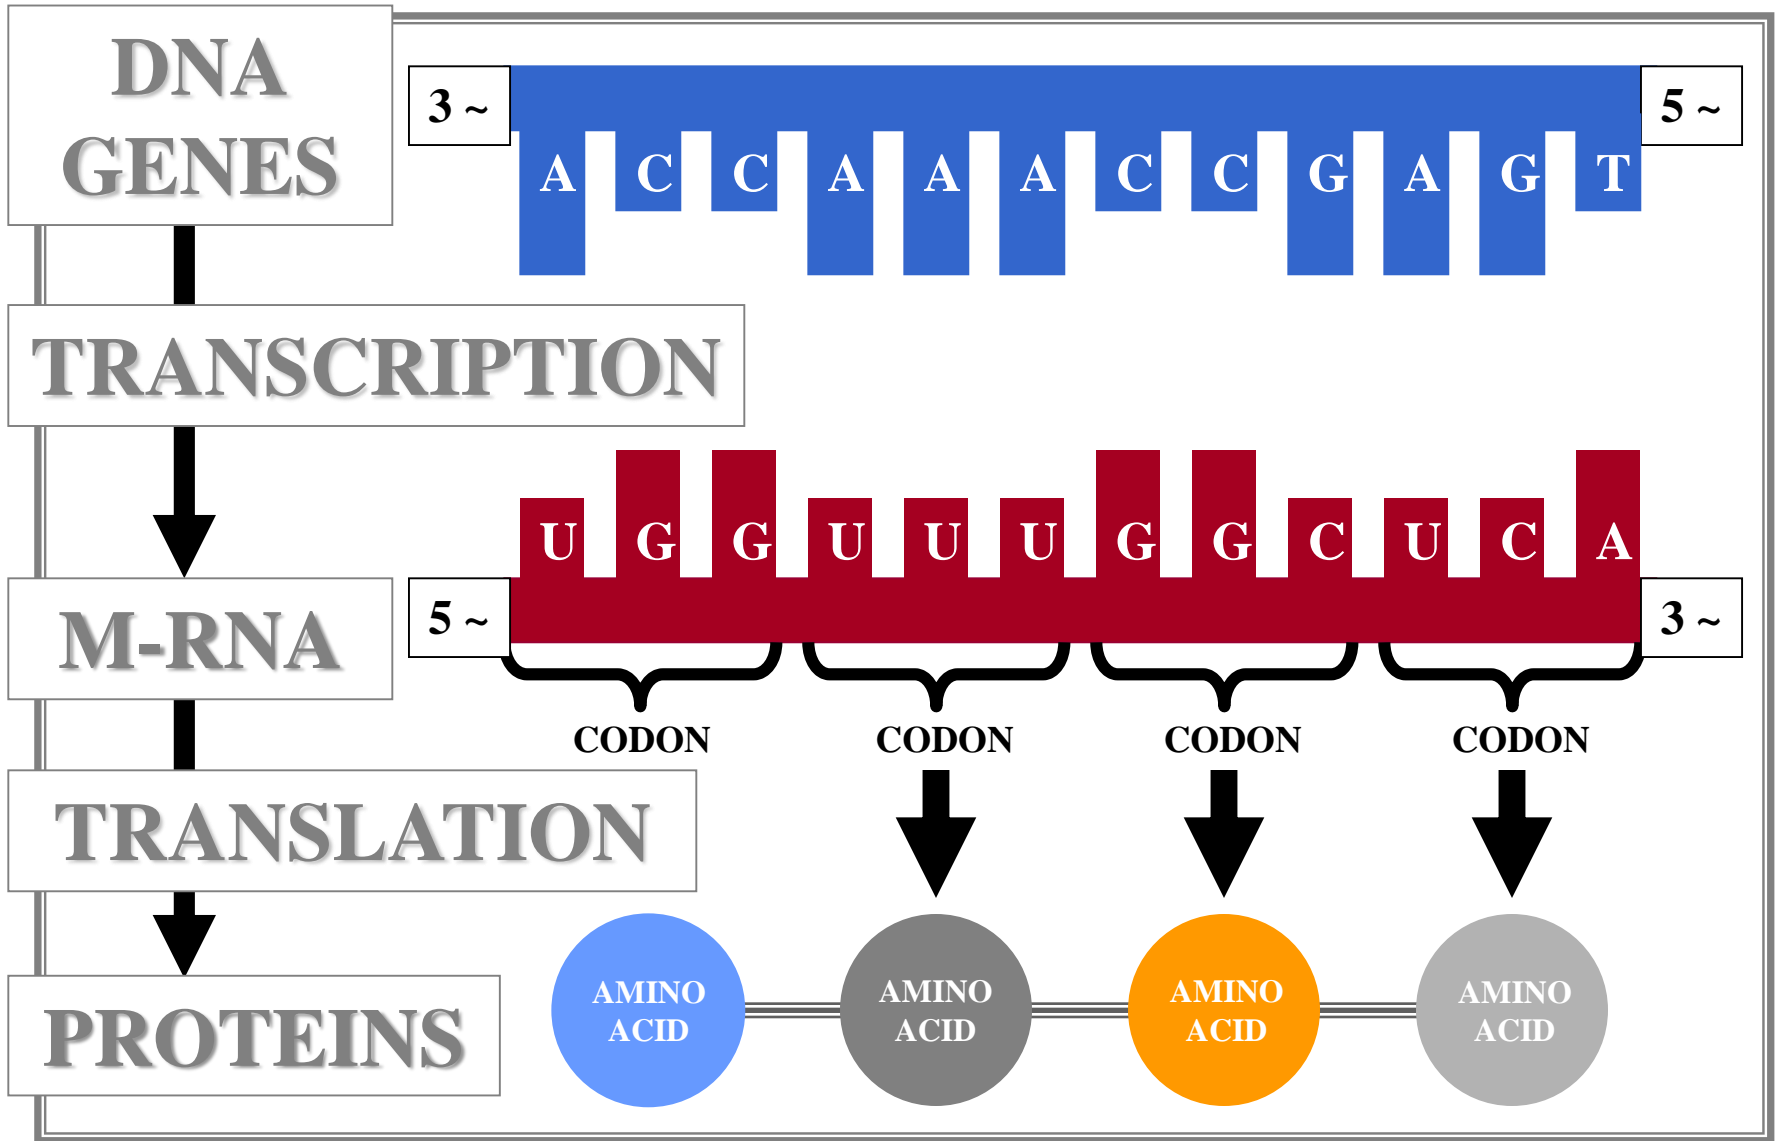 DNA
GENES
3 ~
5 ~
A C C A A A C C G A G T
TRANSCRIPTION
U G G U U U G G C U C A
M-RNA
5 ~
3 ~
CODON CODON CODON CODON
TRANSLATION
PROTEINS
AMINO AMINO AMINO AMINO
ACID ACID ACID ACID